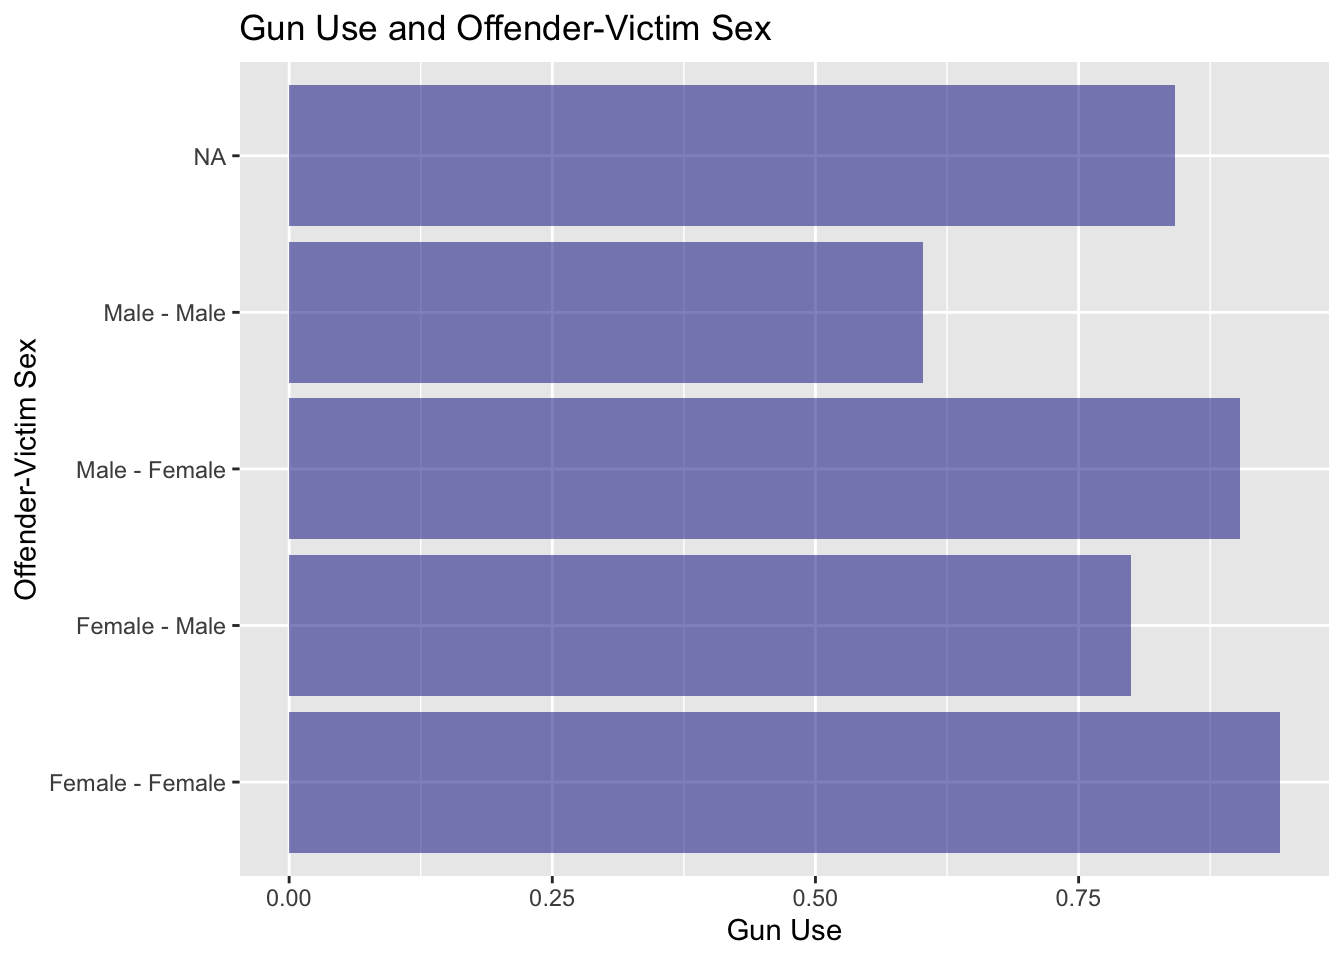 Gun Use and Offender-Victim Sex
Offender-Victim Sex
NA
Male - Male
Male - Female
Female - Male
Female - Female
0.00 0.25 0.50 0.75
Gun Use